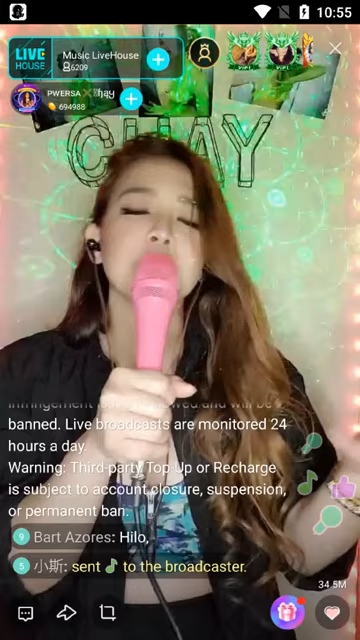 10:55
LIVE
HOUSE
Music LiveHouse
6209
VIP1
VIP1
PWERSA
694988
CHAY
banned. Live broadcasts are monitored 24
hours a day.
Warning: Third-party Top-Up or Recharge
is subject to account closure, suspension,
or permanent ban.
9 Bart Azores: Hilo,
5 小斯: sent to the broadcaster.
34.5M